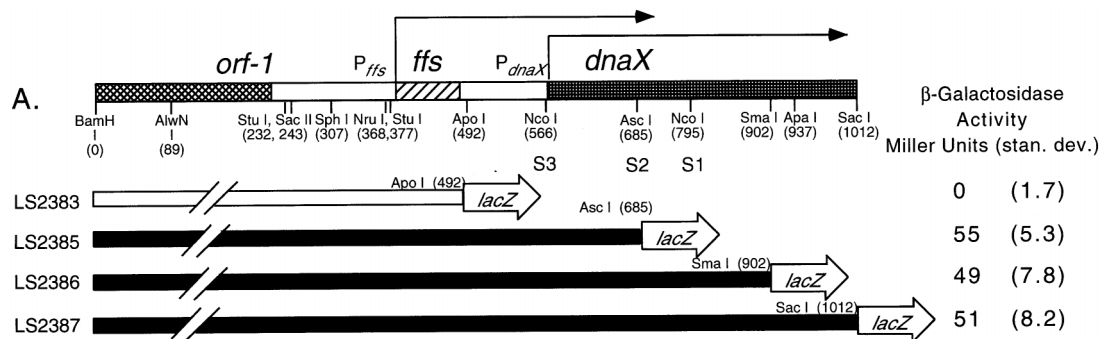 orf-1 P ffs ffs P dnaX dnaX
A.
BamH I (0)
AlwN (89)
Stu I, Sac II (232, 243)
Sph I (307)
Nru I, Stu I (368,377)
Apo I (492)
Nco I (566)
Asc I (685)
Nco I (795)
Sma I (902)
Apa I (937)
Sac I (1012)
S3 S2 S1
β-Galactosidase
Activity
Miller Units (stan. dev.)
LS2383 Apo I (492) lacZ 0 (1.7)
LS2385 Asc I (685) lacZ 55 (5.3)
LS2386 Sma I (902) lacZ 49 (7.8)
LS2387 Sac I (1012) lacZ 51 (8.2)